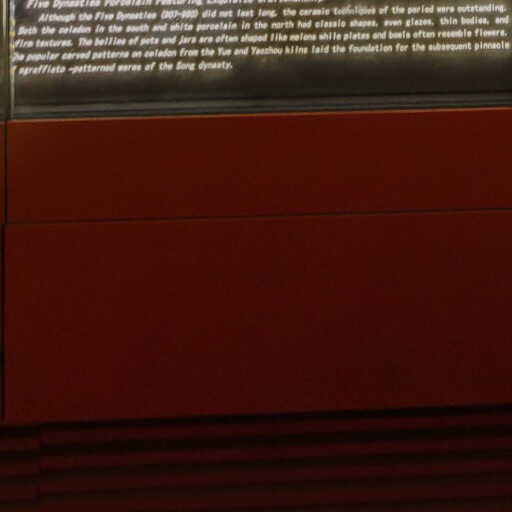 Five Dynasties Porcelain Featuring Exquisite
Although the Five Dynasties (907-960) did not last long, the ceramic techniques of the period were outstanding.
Both the celadon in the south and white porcelain in the north had classic shapes, even glazes, thin bodies, and
firm textures. The bellies of pots and jars are often shaped like melons while plates and bowls often resemble flowers.
The popular carved patterns on celadon from the Yue and Yaozhou kilns laid the foundation for the subsequent pinnacle
f sgraffiato -patterned wares of the Song dynasty.